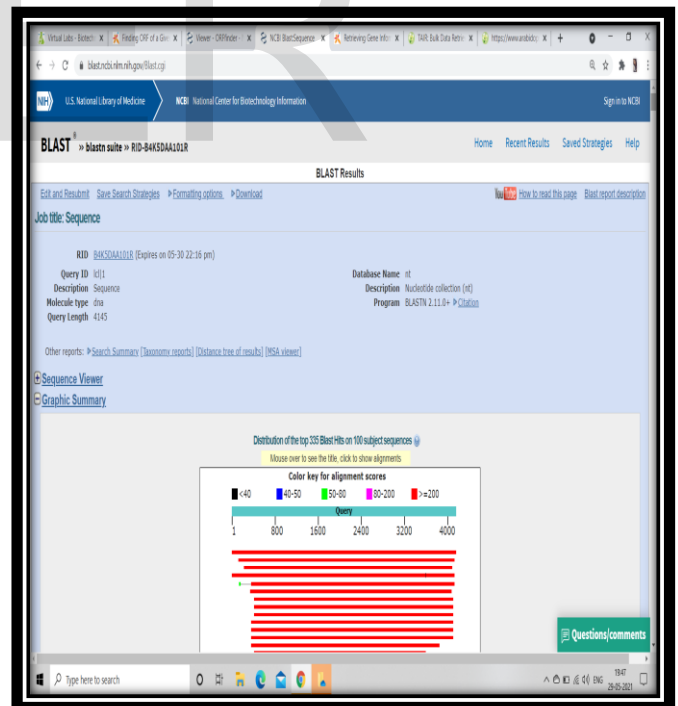 ER
Virtual Labs - Biotech X Finding ORF of a Giv X Viewer - ORFfinder - X NCBI BlastSequence X Retrieving Gene Infor X TAIR: Bulk Data Retrie X https://www.arabidop X +
blast.ncbi.nlm.nih.gov/Blast.cgi
NIH U.S. National Library of Medicine NCBI National Center for Biotechnology Information Sign in to NCBI
BLAST ® » blastn suite » RID-B4K5DAA101R Home Recent Results Saved Strategies Help
BLAST Results
Edit and Resubmit Save Search Strategies Formatting options Download YouTube How to read this page Blast report description
Job title: Sequence
RID B4K5DAA101R (Expires on 05-30 22:16 pm)
Query ID lcl|1 Database Name nt
Description Sequence Description Nucleotide collection (nt)
Molecule type dna Program BLASTN 2.11.0+ Citation
Query Length 4145
Other reports: Search Summary [Taxonomy reports] [Distance tree of results] [MSA viewer]
Sequence Viewer
Graphic Summary
Distribution of the top 335 Blast Hits on 100 subject sequences
Mouse over to see the title, click to show alignments
Color key for alignment scores
<40 40-50 50-80 80-200 >=200
Query
1 800 1600 2400 3200 4000
Questions/comments
Type here to search ENG 19:47
29-05-2021